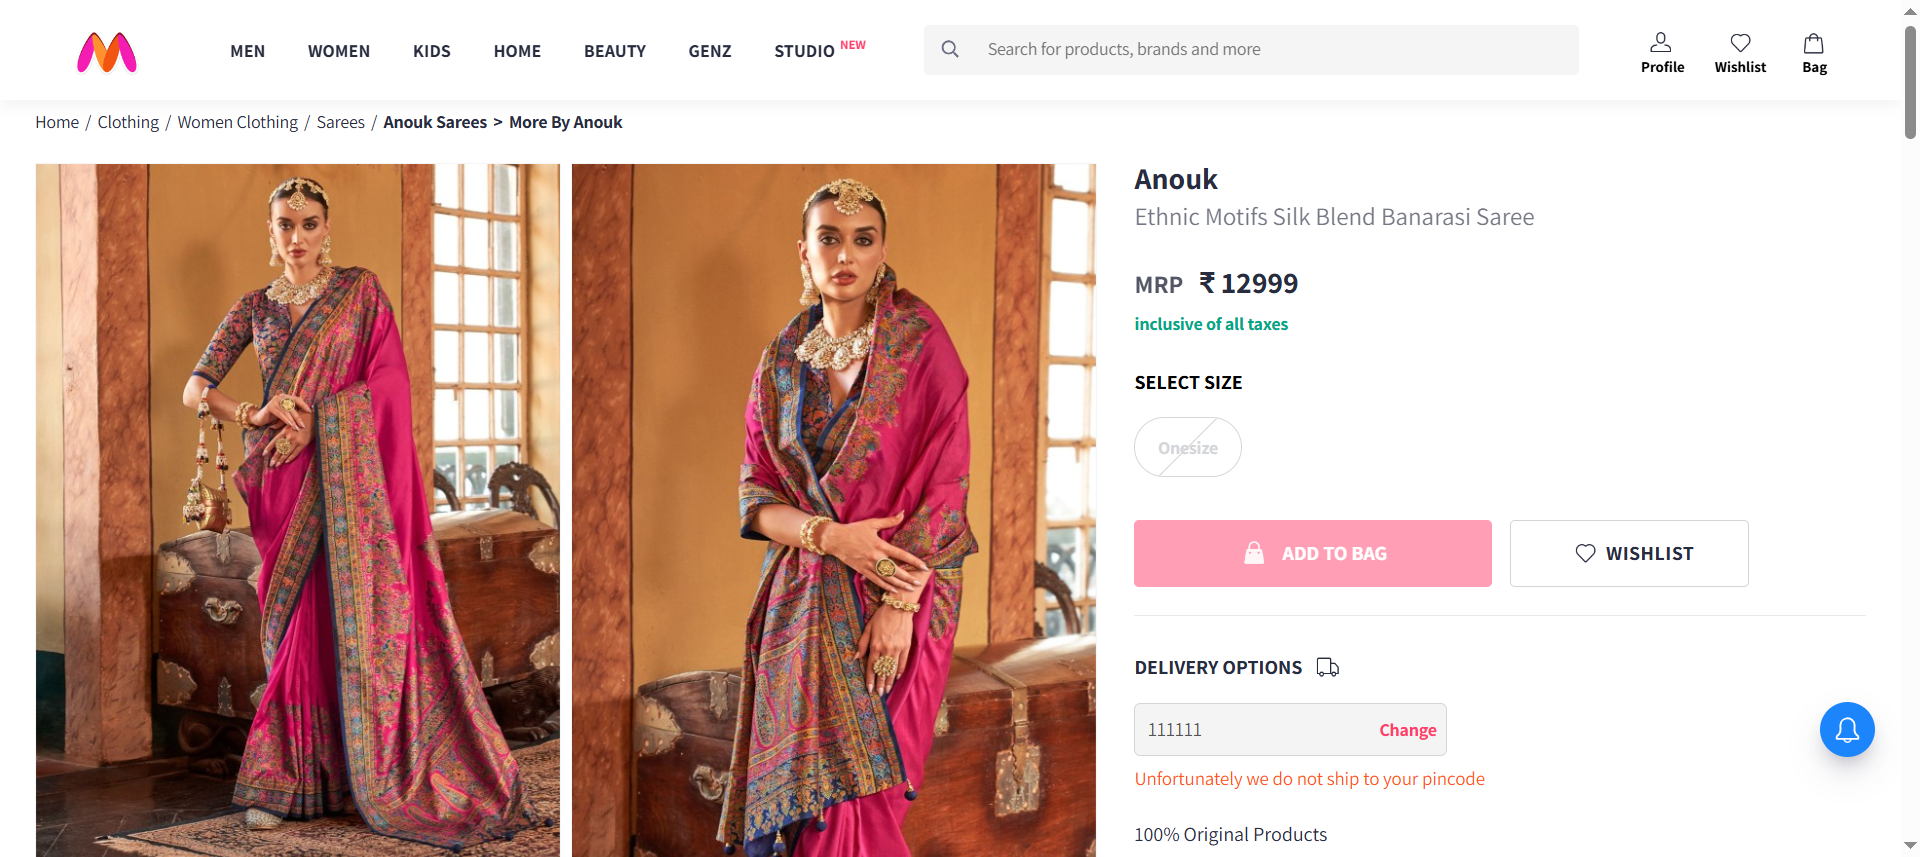 MEN WOMEN KIDS HOME BEAUTY GENZ STUDIO NEW Search for products, brands and more Profile Wishlist Bag
Home / Clothing / Women Clothing / Sarees / Anouk Sarees > More By Anouk
Anouk
Ethnic Motifs Silk Blend Banarasi Saree
MRP ₹ 12999
inclusive of all taxes
SELECT SIZE
Onesize
ADD TO BAG WISHLIST
DELIVERY OPTIONS
111111 Change
Unfortunately we do not ship to your pincode
100% Original Products